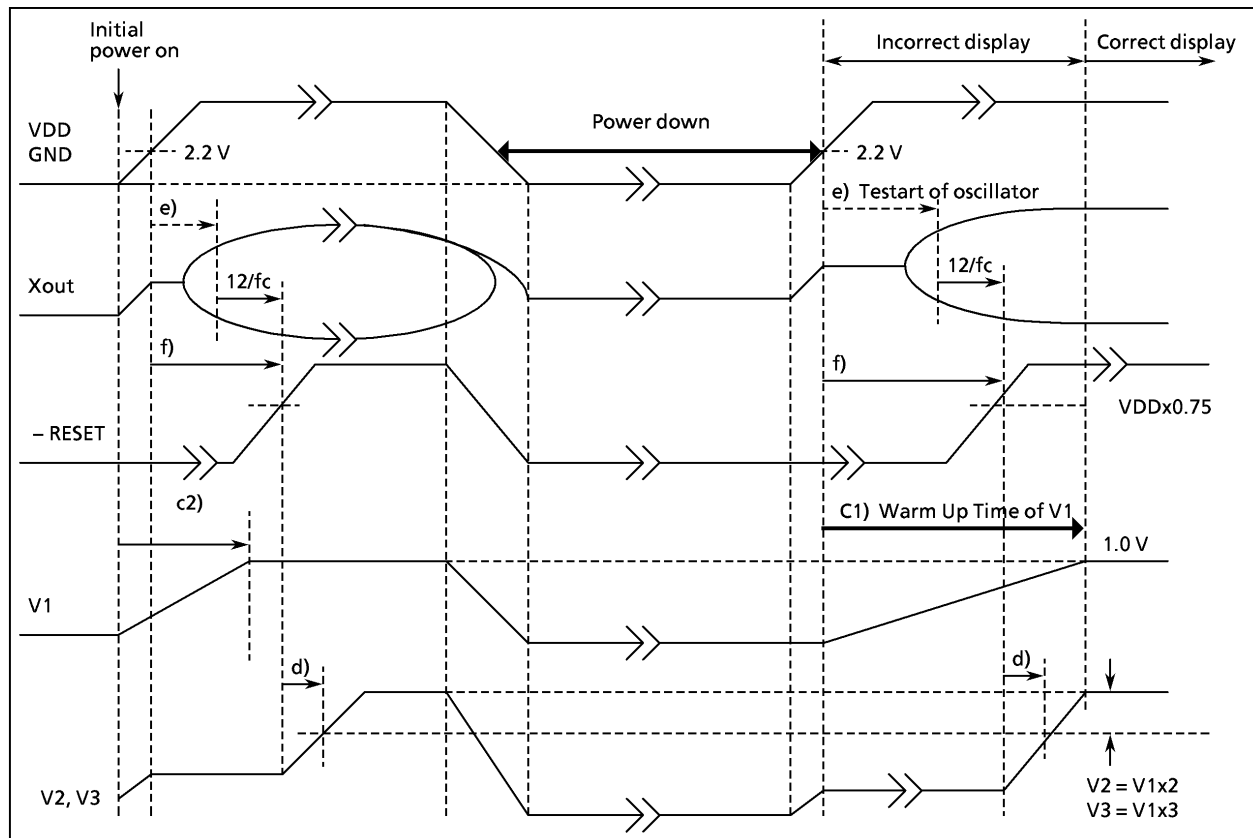 Initial
power on
Incorrect display
Correct display
VDD
GND
2.2 V
Power down
2.2 V
e)
e) Testart of oscillator
Xout
12/fc
12/fc
f)
f)
– RESET
VDDx0.75
c2)
C1) Warm Up Time of V1
1.0 V
V1
d)
d)
V2, V3
V2 = V1x2
V3 = V1x3